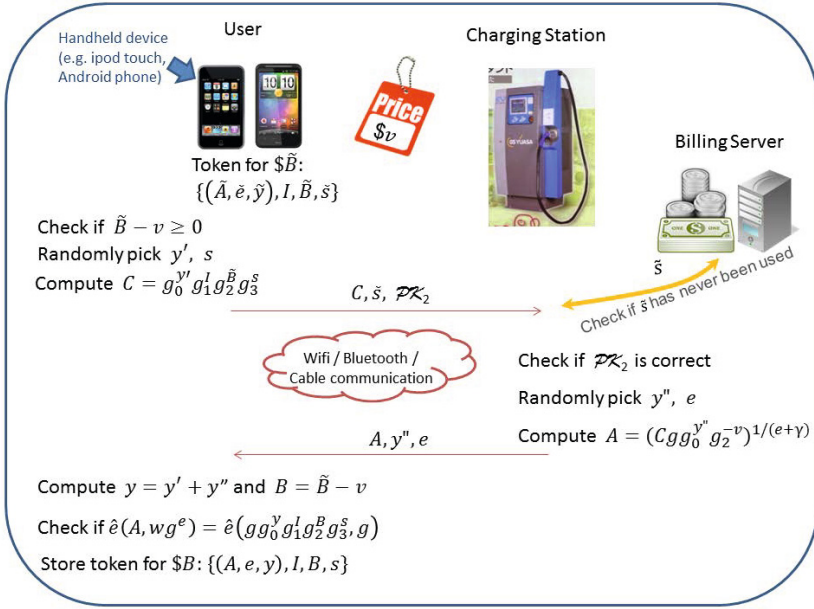 User
Charging Station
Handheld device
(e.g. ipod touch,
Android phone)
Price
$v
Billing Server
Token for $B̃:
{(Ã, ĕ, ỹ), I, B̃, s̃}
Check if B̃ − v ≥ 0
Randomly pick y′, s
Compute C = g₀^{y′} g₁^{I} g₂^{B̃} g₃^{s}
s̃
Check if s̃ has never been used
C, s̃, 𝒫𝒦₂
Wifi / Bluetooth /
Cable communication
Check if 𝒫𝒦₂ is correct
Randomly pick y", e
Compute A = (Cgg₀^{y"} g₂^{−v})^{1/(e+γ)}
A, y", e
Compute y = y′ + y″ and B = B̃ − v
Check if ê(A, wg^{e}) = ê(gg₀^{y} g₁^{I} g₂^{B} g₃^{s}, g)
Store token for $B: {(A, e, y), I, B, s}